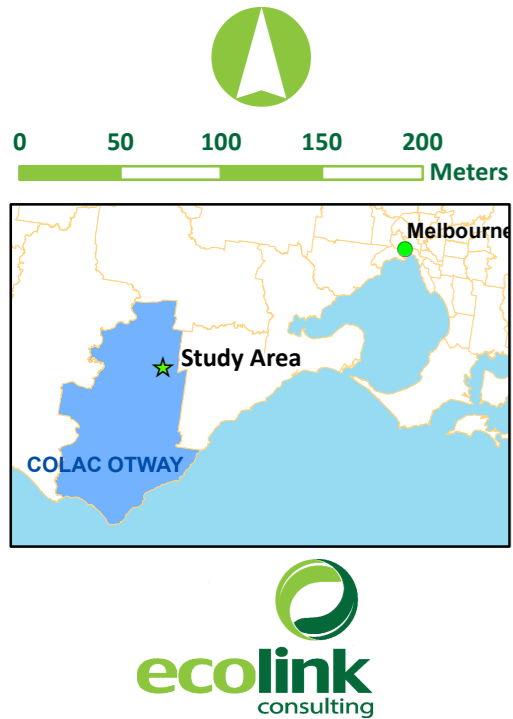 0 50 100 150 200
Meters
Melbourne
Study Area
COLAC OTWAY
ecolink
consulting